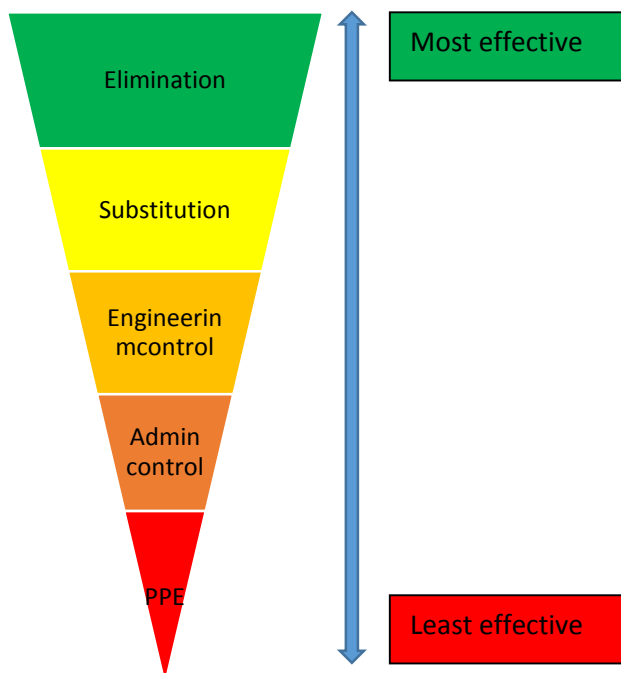 Most effective
Elimination
Substitution
Engineerin
mcontrol
Admin
control
PPE
Least effective